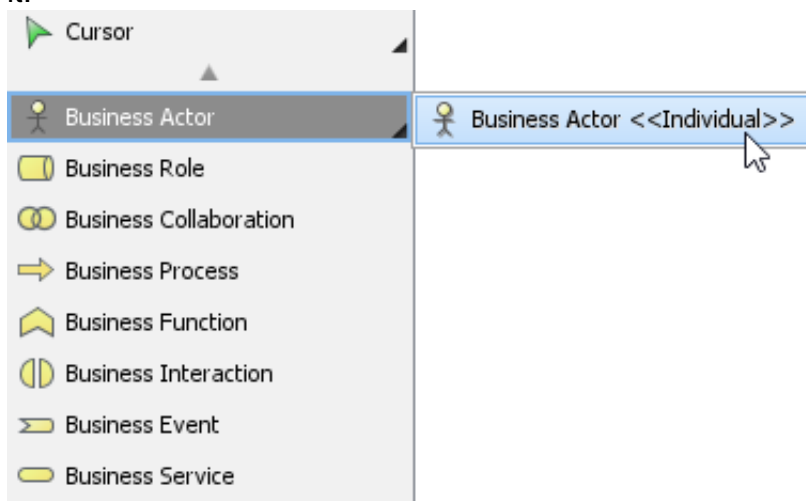 it.
Cursor
Business Actor
Business Actor <<Individual>>
Business Role
Business Collaboration
Business Process
Business Function
Business Interaction
Business Event
Business Service